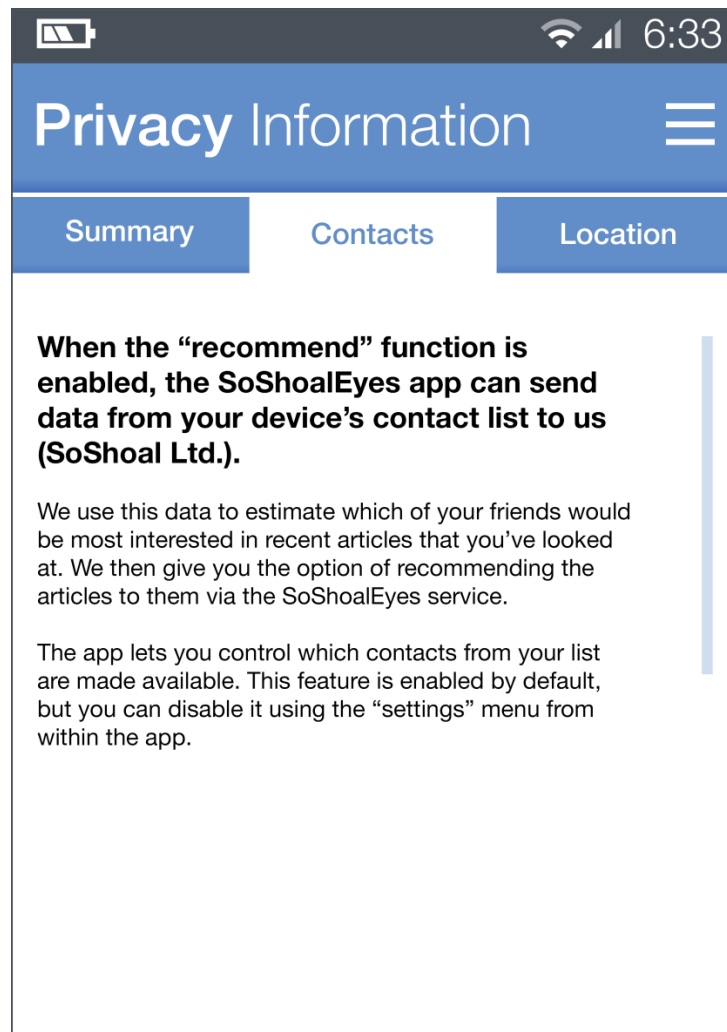 6:33
Privacy Information
Summary
Contacts
Location
When the “recommend” function is
enabled, the SoShoalEyes app can send
data from your device’s contact list to us
(SoShoal Ltd.).
We use this data to estimate which of your friends would
be most interested in recent articles that you’ve looked
at. We then give you the option of recommending the
articles to them via the SoShoalEyes service.
The app lets you control which contacts from your list
are made available. This feature is enabled by default,
but you can disable it using the “settings” menu from
within the app.